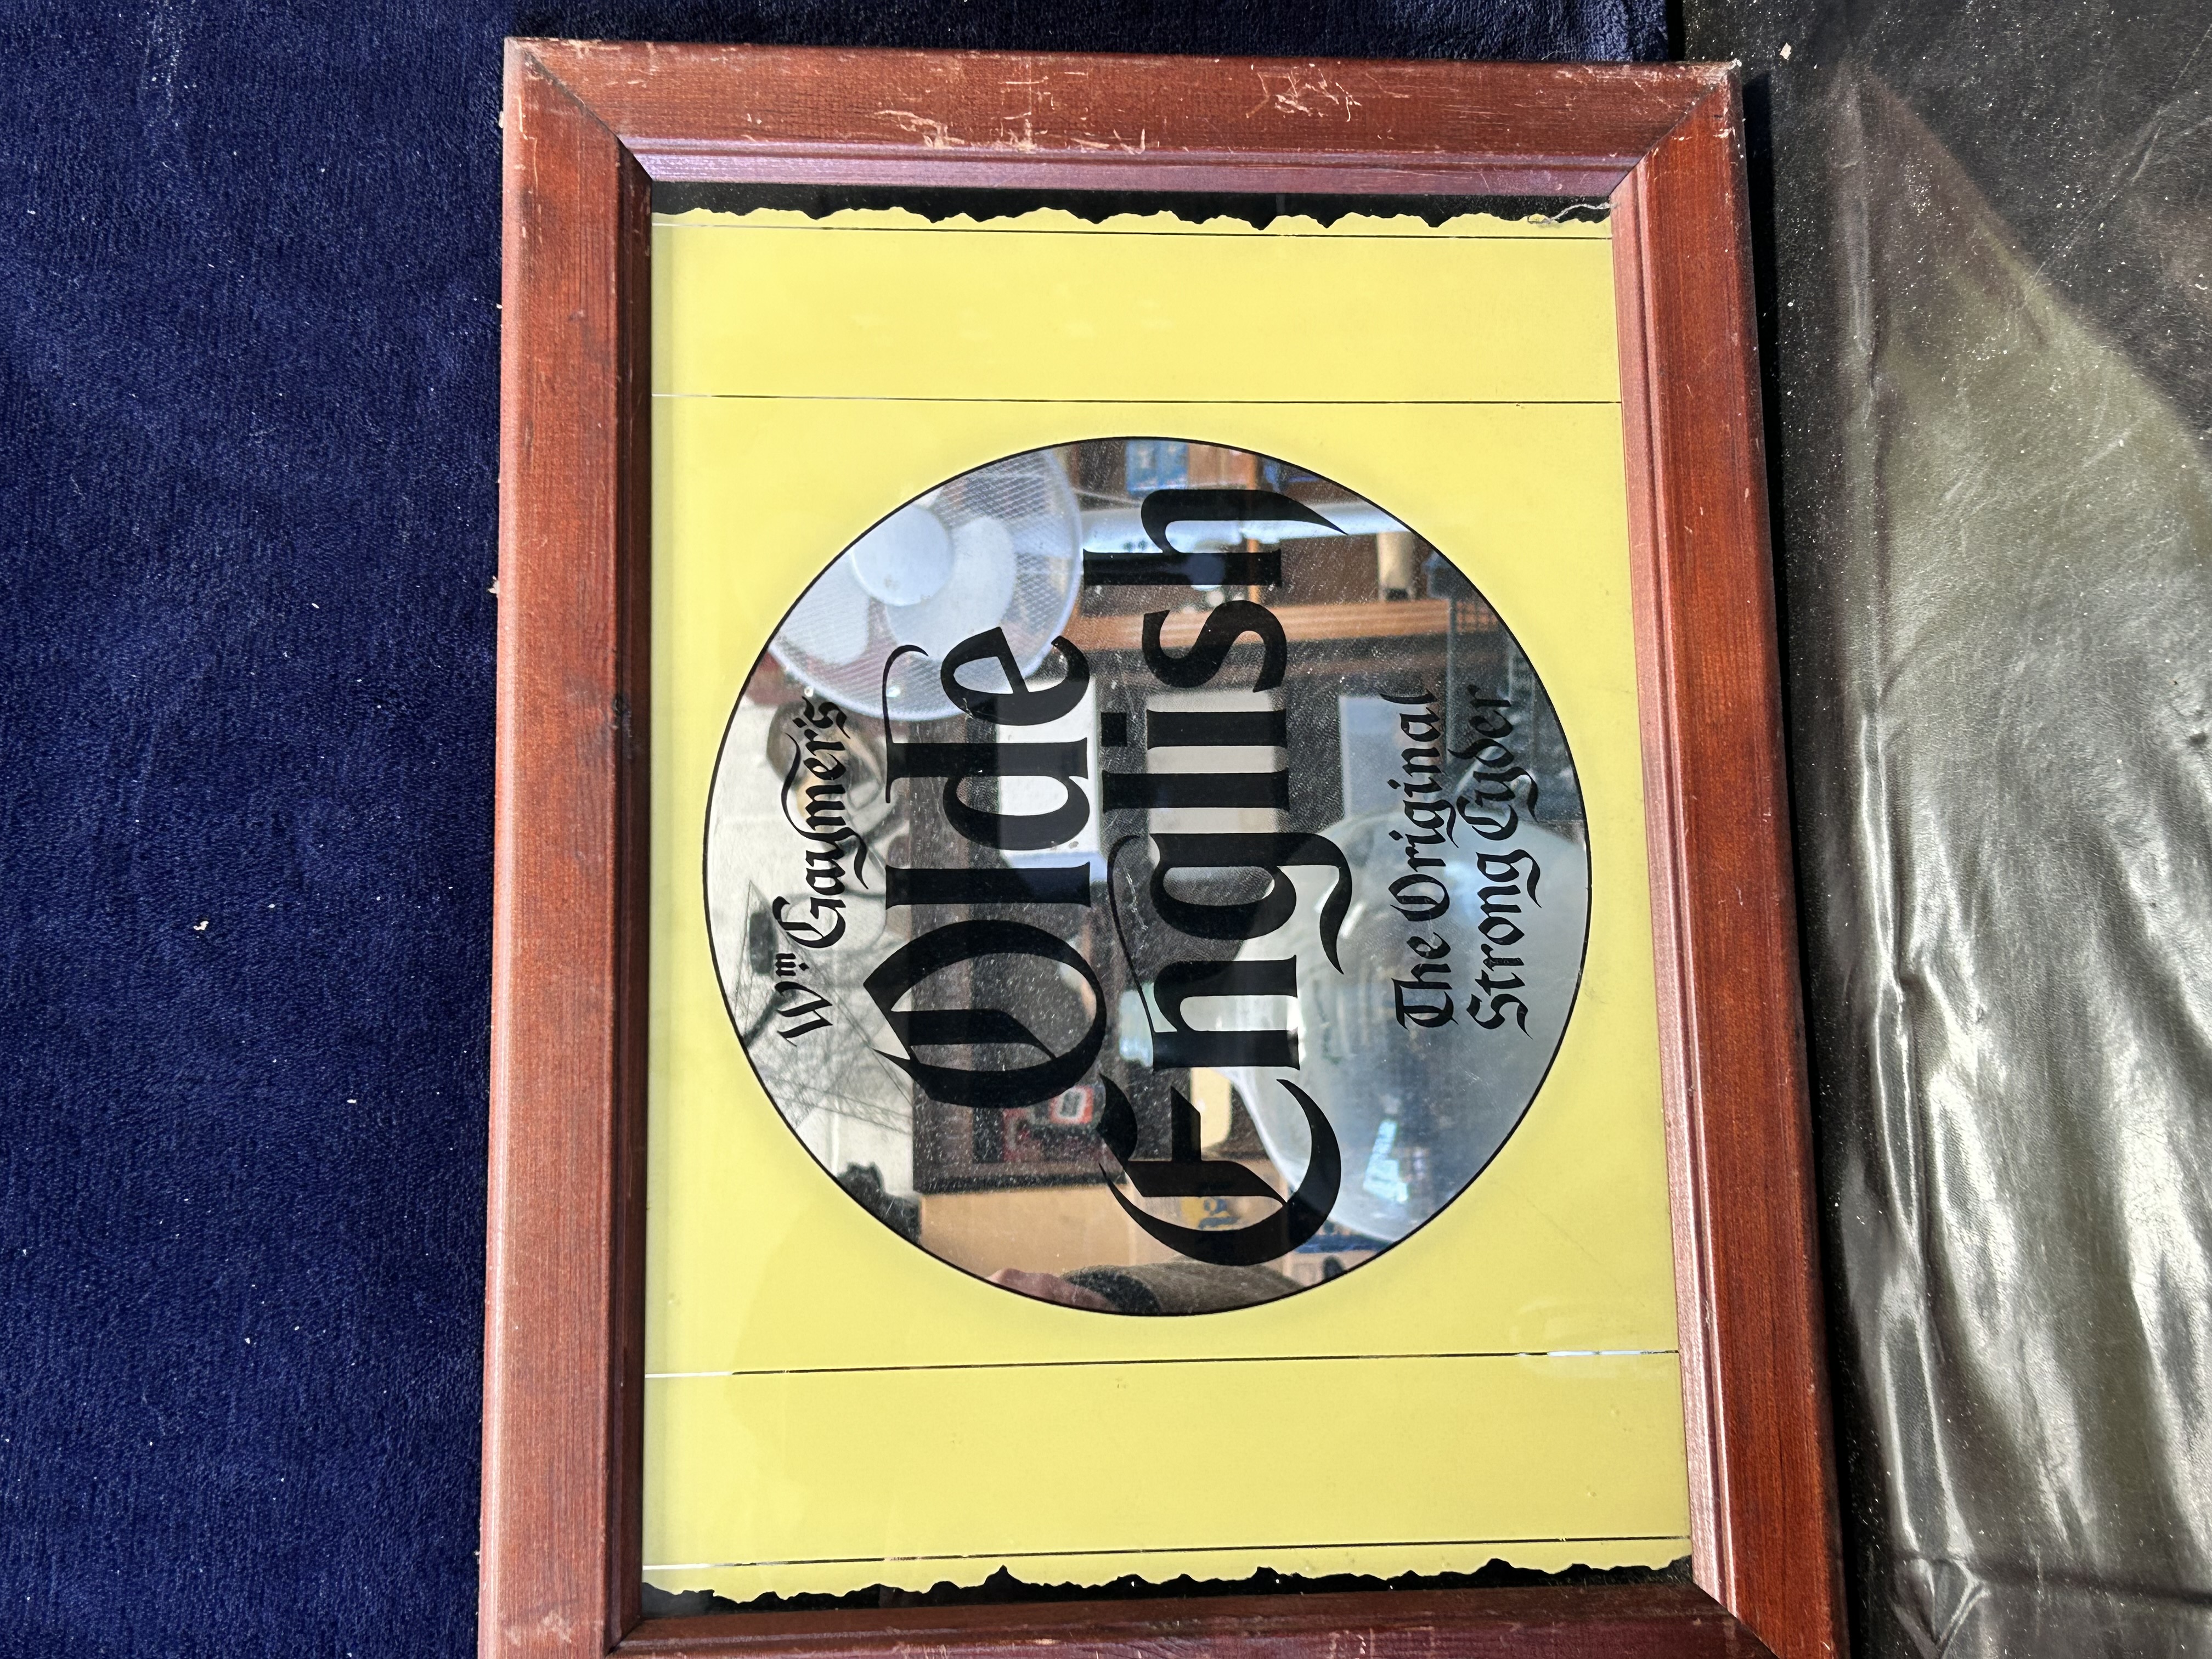 Wm Gaymer's
Olde
English
The Original
Strong Cyder